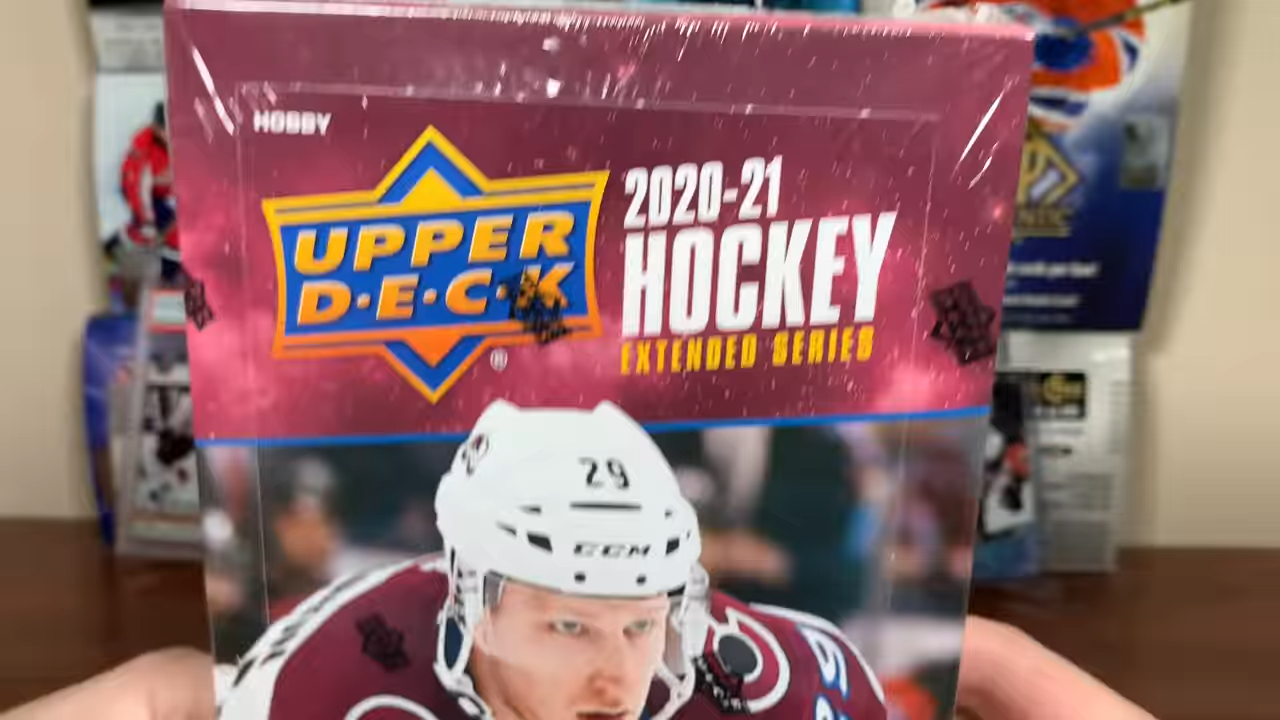 HOBBY
UPPER
D·E·C·K
®
2020-21
HOCKEY
EXTENDED SERIES
29
CCM